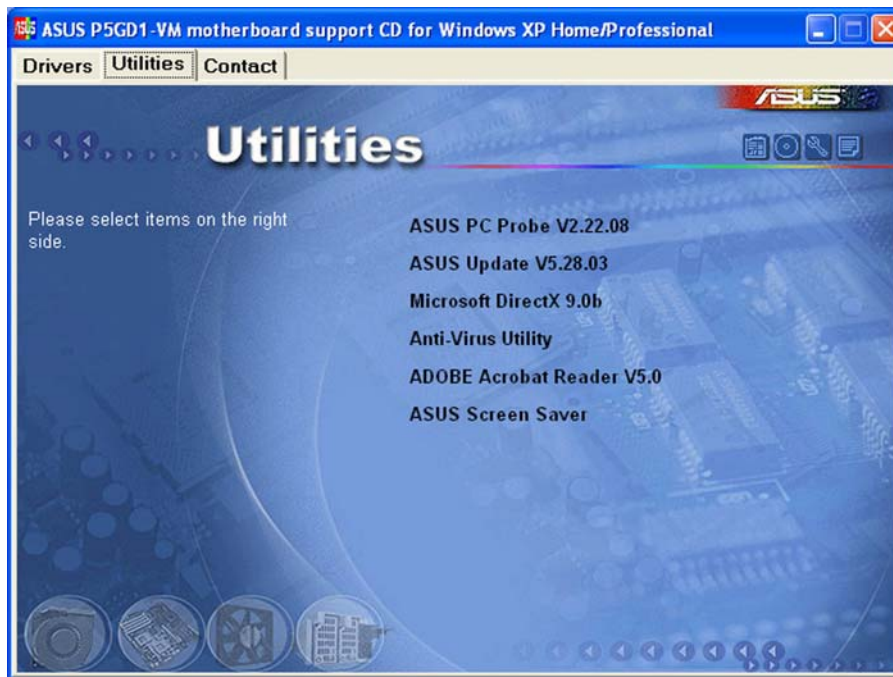 ASUS P5GD1-VM motherboard support CD for Windows XP Home/Professional
Drivers Utilities Contact
ASUS
Utilities
Please select items on the right
side.
ASUS PC Probe V2.22.08
ASUS Update V5.28.03
Microsoft DirectX 9.0b
Anti-Virus Utility
ADOBE Acrobat Reader V5.0
ASUS Screen Saver